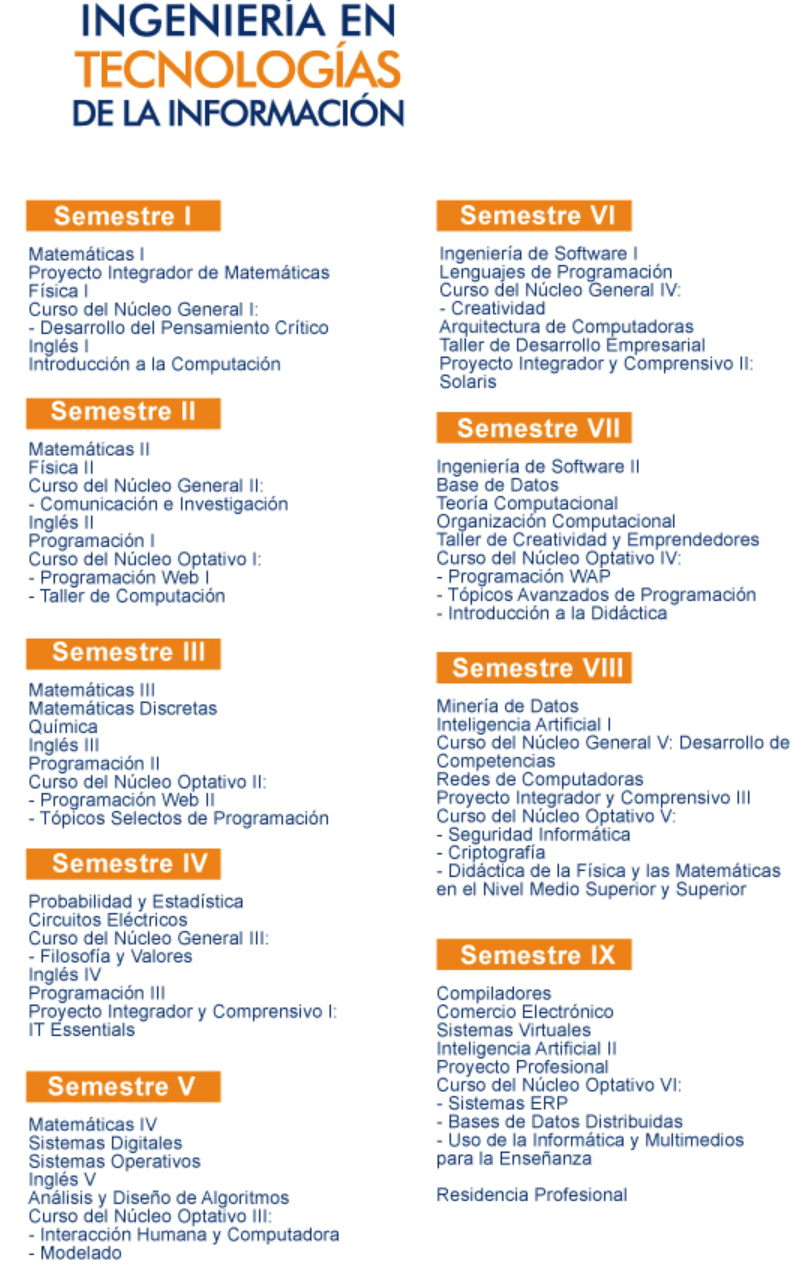 INGENIERÍA EN
TECNOLOGÍAS
DE LA INFORMACIÓN
Semestre I
Matemáticas I
Proyecto Integrador de Matemáticas
Física I
Curso del Núcleo General I:
- Desarrollo del Pensamiento Crítico
Inglés I
Introducción a la Computación
Semestre II
Matemáticas II
Física II
Curso del Núcleo General II:
- Comunicación e Investigación
Inglés II
Programación I
Curso del Núcleo Optativo I:
- Programación Web I
- Taller de Computación
Semestre III
Matemáticas III
Matemáticas Discretas
Química
Inglés III
Programación II
Curso del Núcleo Optativo II:
- Programación Web II
- Tópicos Selectos de Programación
Semestre IV
Probabilidad y Estadística
Circuitos Eléctricos
Curso del Núcleo General III:
- Filosofía y Valores
Inglés IV
Programación III
Proyecto Integrador y Comprensivo I:
IT Essentials
Semestre V
Matemáticas IV
Sistemas Digitales
Sistemas Operativos
Inglés V
Análisis y Diseño de Algoritmos
Curso del Núcleo Optativo III:
- Interacción Humana y Computadora
- Modelado
Semestre VI
Ingeniería de Software I
Lenguajes de Programación
Curso del Núcleo General IV:
- Creatividad
Arquitectura de Computadoras
Taller de Desarrollo Empresarial
Proyecto Integrador y Comprensivo II:
Solaris
Semestre VII
Ingeniería de Software II
Base de Datos
Teoría Computacional
Organización Computacional
Taller de Creatividad y Emprendedores
Curso del Núcleo Optativo IV:
- Programación WAP
- Tópicos Avanzados de Programación
- Introducción a la Didáctica
Semestre VIII
Minería de Datos
Inteligencia Artificial I
Curso del Núcleo General V: Desarrollo de
Competencias
Redes de Computadoras
Proyecto Integrador y Comprensivo III
Curso del Núcleo Optativo V:
- Seguridad Informática
- Criptografía
- Didáctica de la Física y las Matemáticas
en el Nivel Medio Superior y Superior
Semestre IX
Compiladores
Comercio Electrónico
Sistemas Virtuales
Inteligencia Artificial II
Proyecto Profesional
Curso del Núcleo Optativo VI:
- Sistemas ERP
- Bases de Datos Distribuidas
- Uso de la Informática y Multimedios
para la Enseñanza
Residencia Profesional